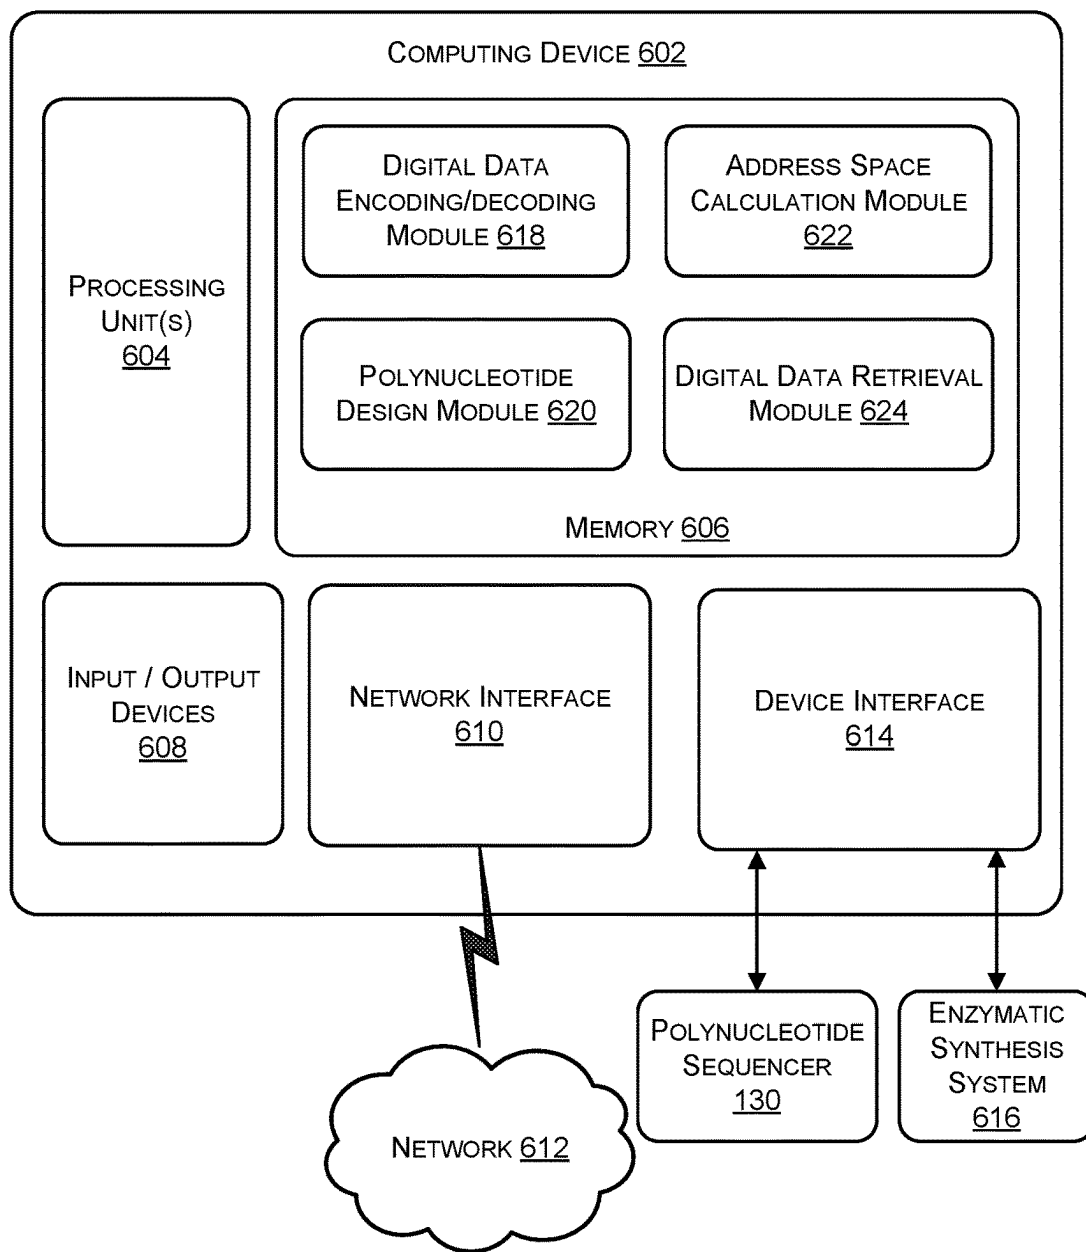 COMPUTING DEVICE 602
PROCESSING
UNIT(S)
604
DIGITAL DATA
ENCODING/DECODING
MODULE 618
ADDRESS SPACE
CALCULATION MODULE
622
POLYNUCLEOTIDE
DESIGN MODULE 620
DIGITAL DATA RETRIEVAL
MODULE 624
MEMORY 606
INPUT / OUTPUT
DEVICES
608
NETWORK INTERFACE
610
DEVICE INTERFACE
614
POLYNUCLEOTIDE
SEQUENCER
130
ENZYMATIC
SYNTHESIS
SYSTEM
616
NETWORK 612